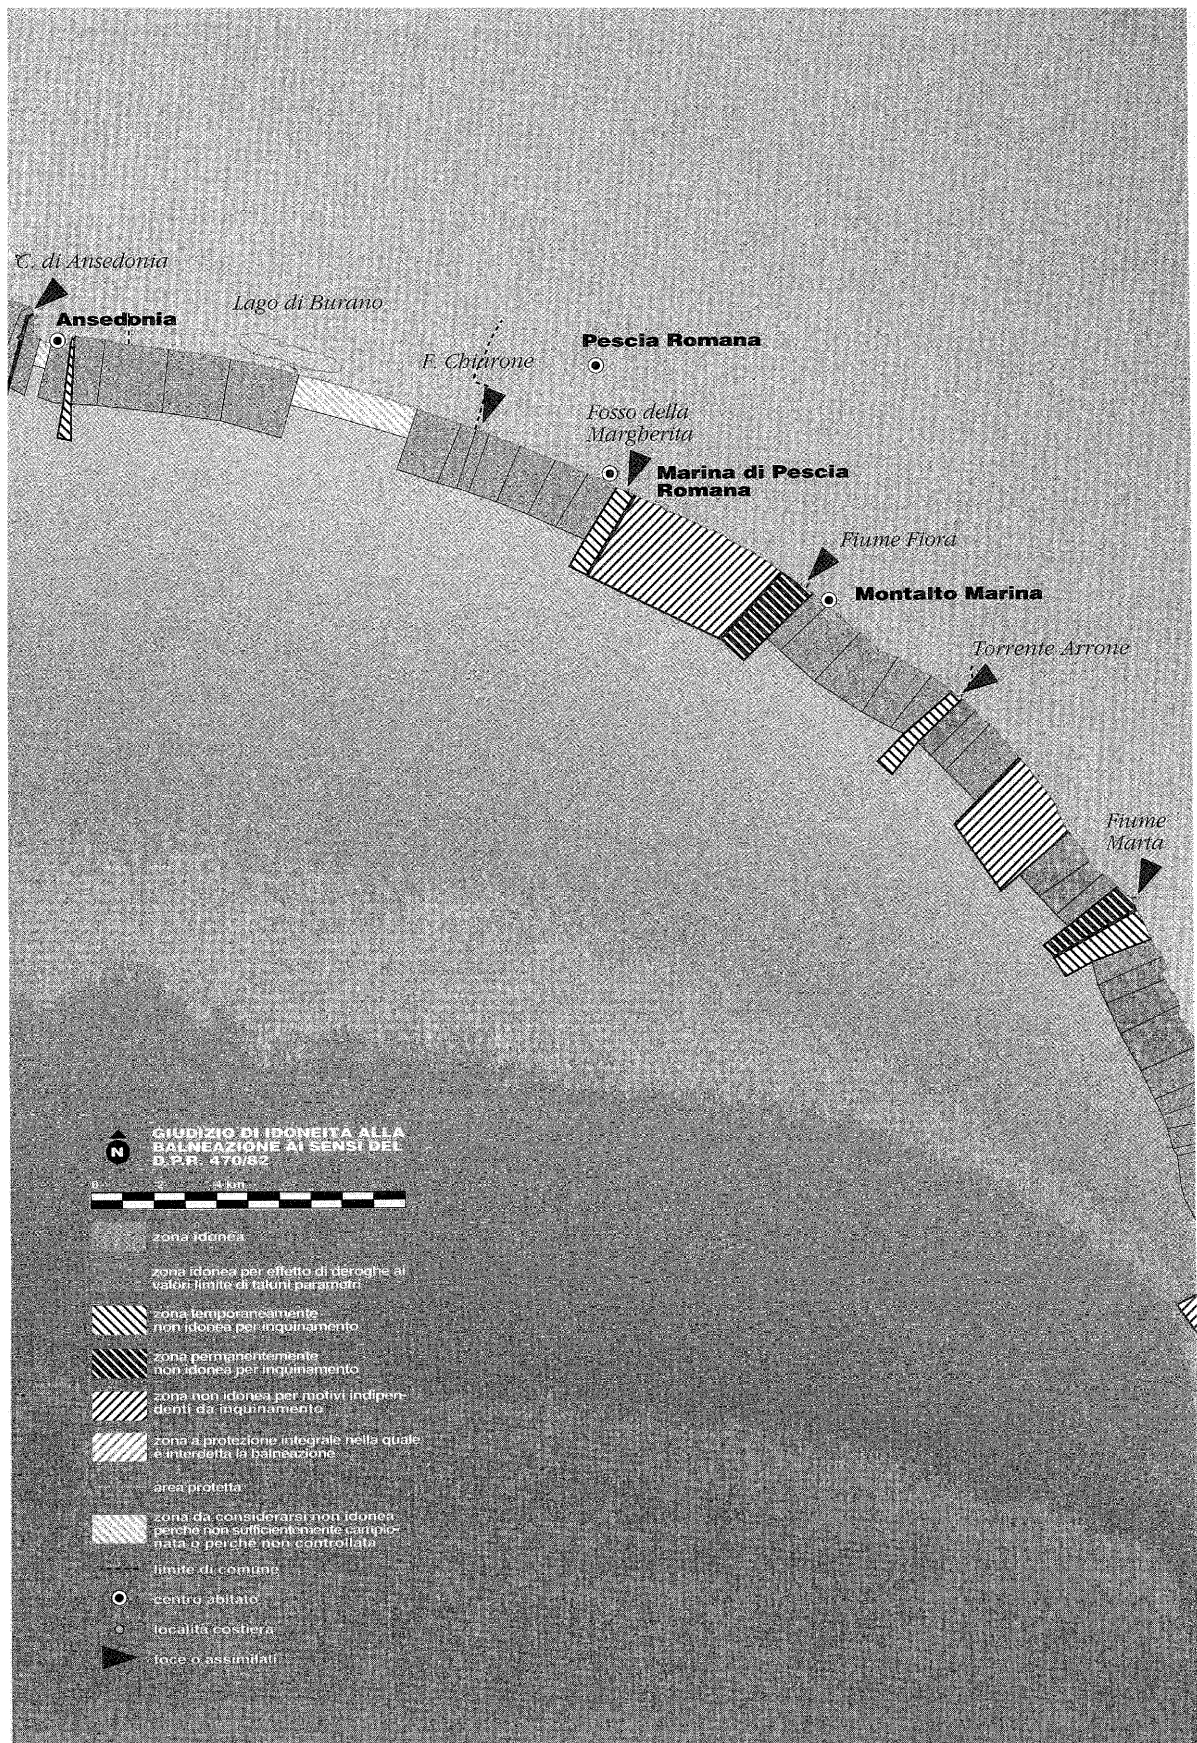 C. di Ansedonia
Lago di Burano
Ansedonia
Pescia Romana
F. Chiarone
Fosso della
Margherita
Marina di Pescia
Romana
Fiume Fiora
Montalto Marina
Torrente Arrone
Fiume
Marta
N
GIUDIZIO DI IDONEITÀ ALLA
BALNEAZIONE AI SENSI DEL
D.P.R. 470/82
0 2 4 km
zona idonea
zona idonea per effetto di deroghe ai
valori limite di taluni parametri
zona temporaneamente
non idonea per inquinamento
zona permanentemente
non idonea per inquinamento
zona non idonea per motivi indipen-
denti da inquinamento
zona a protezione integrale nella quale
è interdetta la balneazione
area protetta
zona da considerarsi non idonea
perchè non sufficientemente campio-
nata o perchè non controllata
limite di comune
centro abitato
località costiera
foce o assimilati